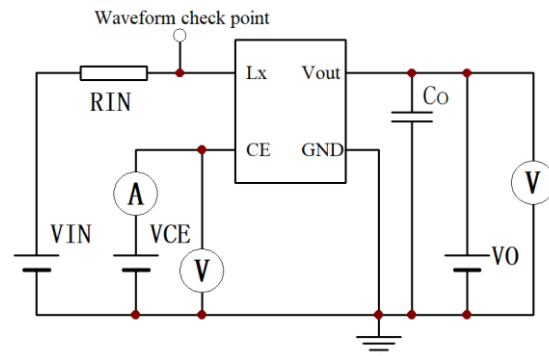 Waveform check point
RIN
Lx
Vout
CO
CE
GND
A
V
VIN
VCE
V
VO